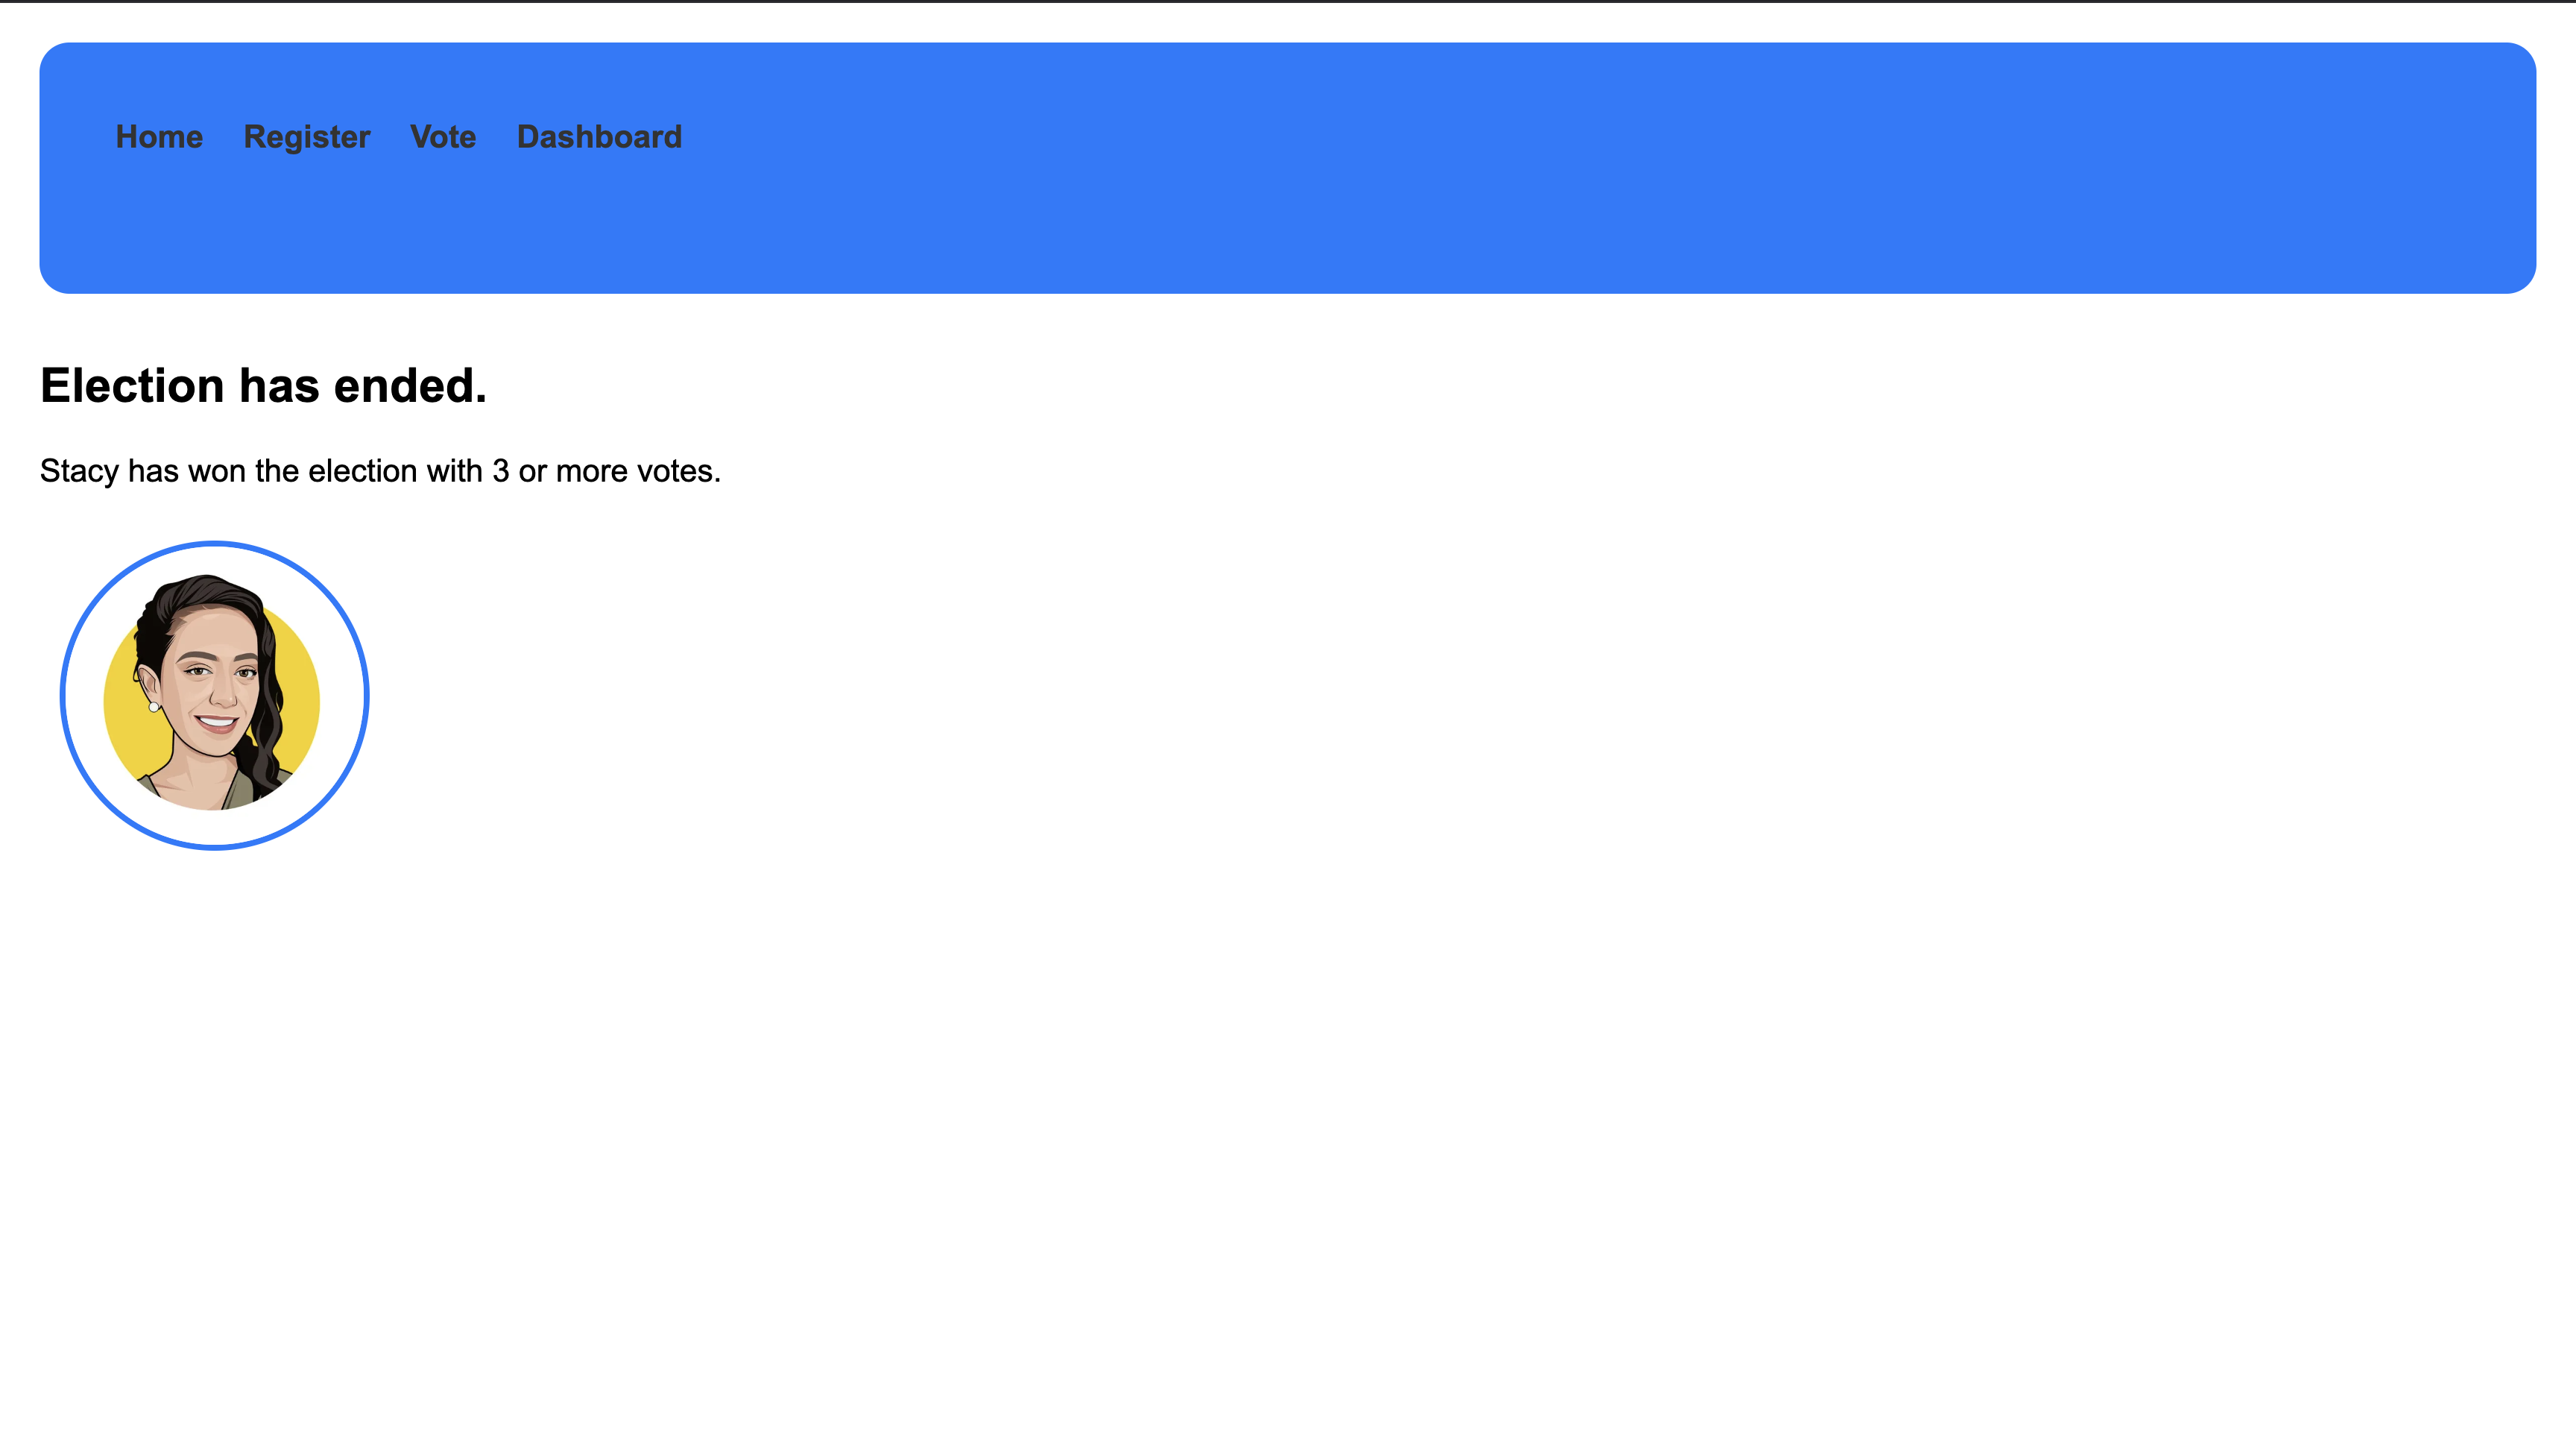 Home Register Vote Dashboard
Election has ended.
Stacy has won the election with 3 or more votes.